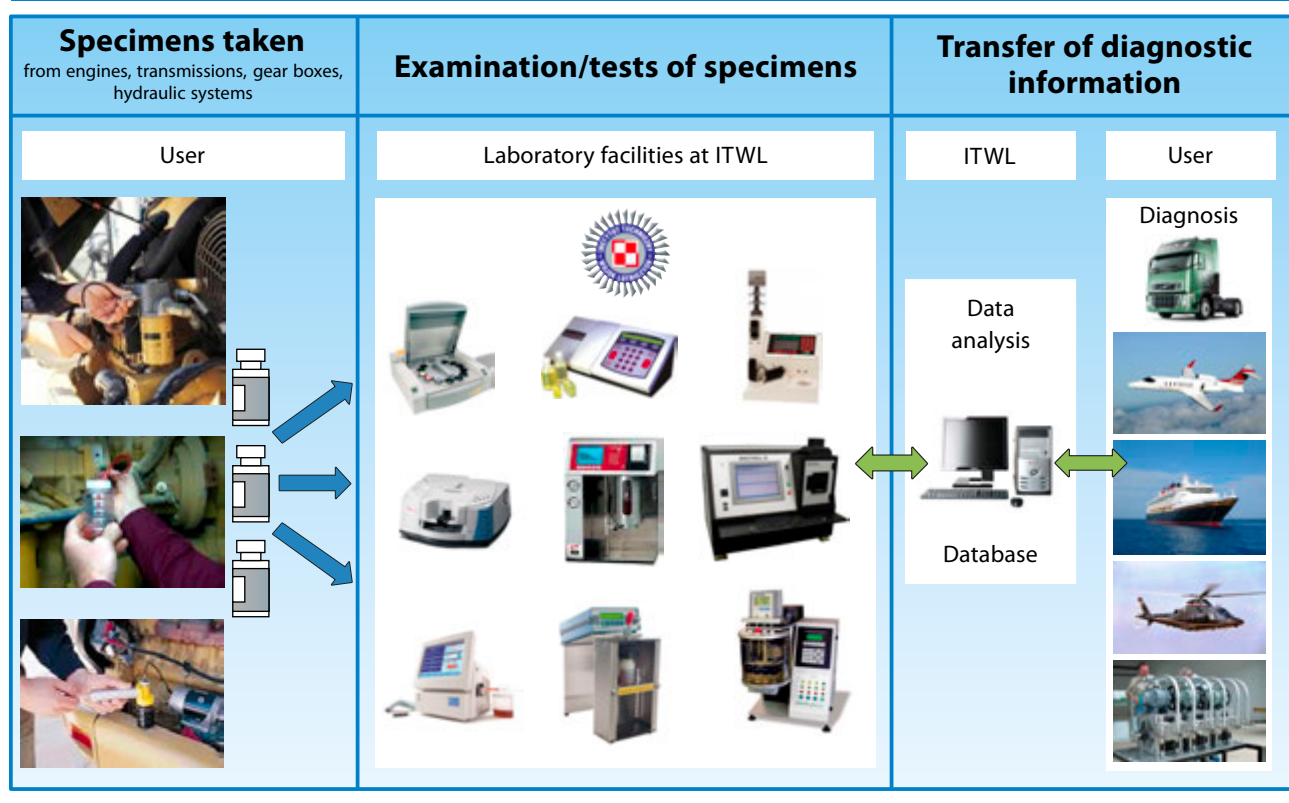 Specimens taken
from engines, transmissions, gear boxes,
hydraulic systems
Examination/tests of specimens
Transfer of diagnostic
information
User
Laboratory facilities at ITWL
ITWL
User
Diagnosis
Data
analysis
Database